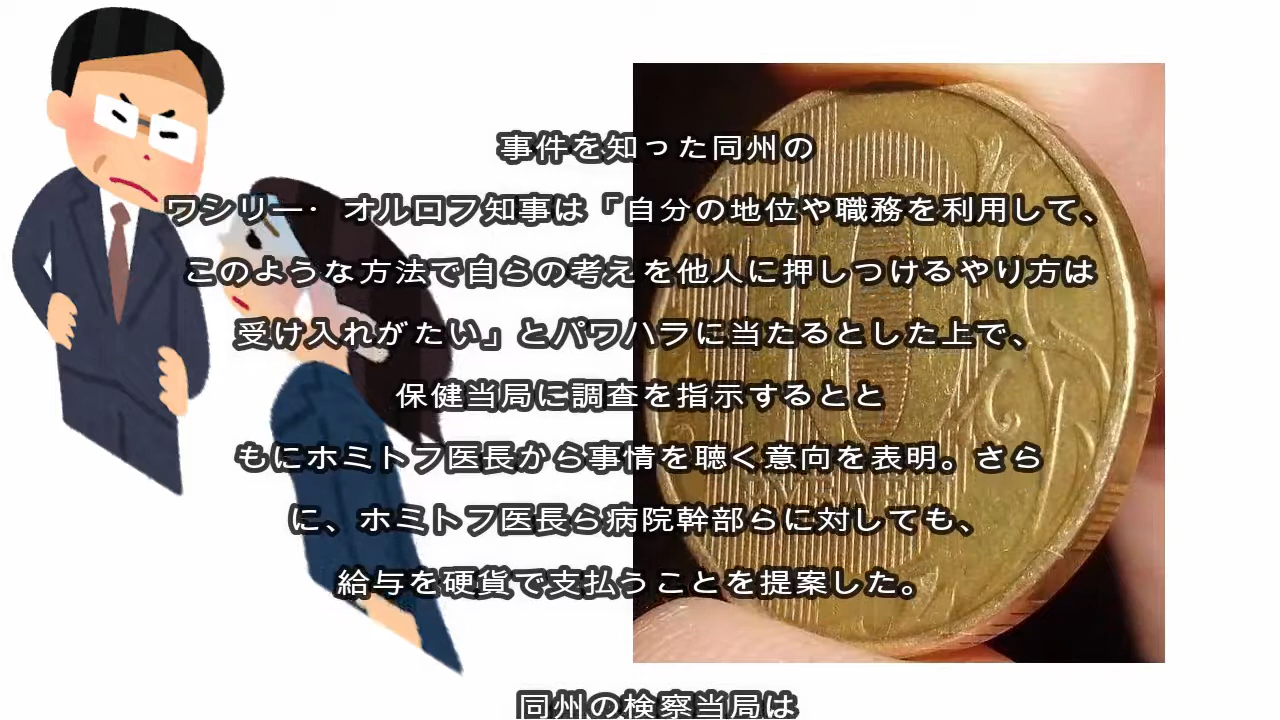 事件を知った同州の
ワシリー・オルロフ知事は「自分の地位や職務を利用して、
このような方法で自らの考えを他人に押しつけるやり方は
受け入れがたい」とパワハラに当たるとした上で、
保健当局に調査を指示するとと
もにホミトフ医長から事情を聴く意向を表明。さら
に、ホミトフ医長ら病院幹部らに対しても、
給与を硬貨で支払うことを提案した。
同州の検察当局は